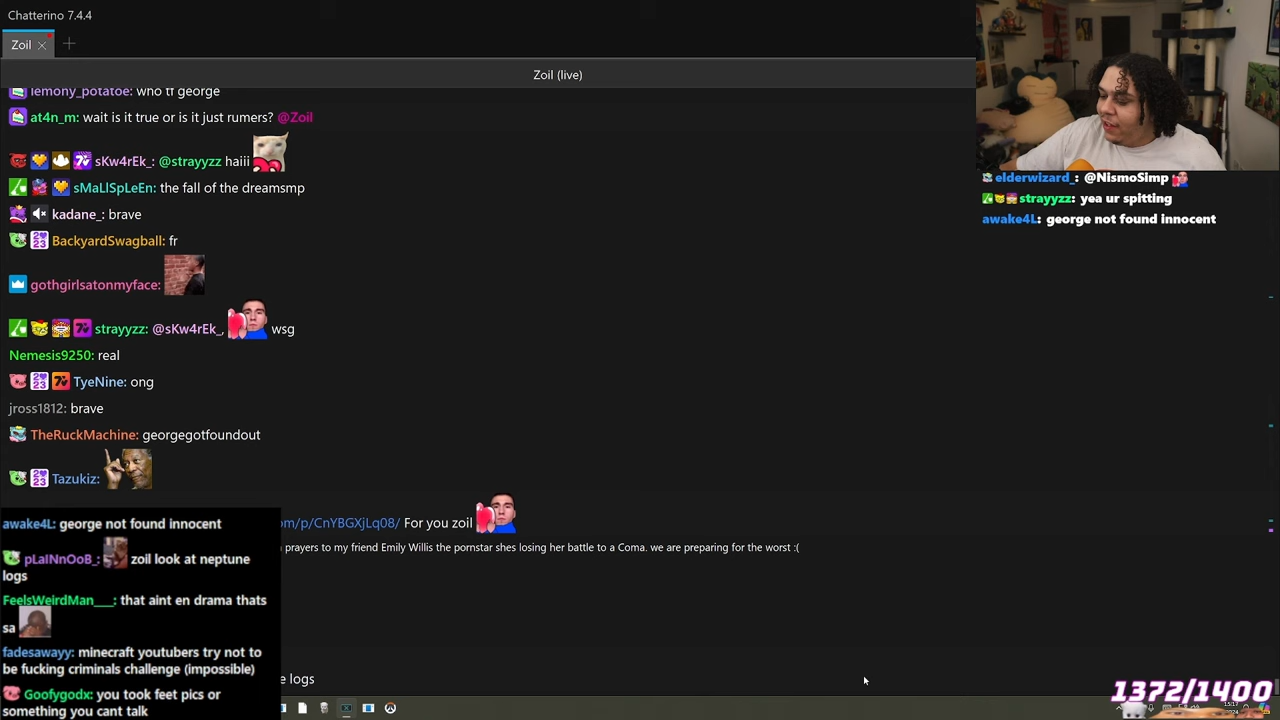 Chatterino 7.4.4
Zoil
Zoil (live)
lemony_potatoe: who tf george
at4n_m: wait is it true or is it just rumers? @Zoil
sKw4rEk_: @strayyzz haiii
sMaLlSpLeEn: the fall of the dreamsmp
kadane_: brave
BackyardSwagball: fr
gothgirlsatonmyface:
strayyzz: @sKw4rEk_, wsg
Nemesis9250: real
TyeNine: ong
jross1812: brave
TheRuckMachine: georgegotfoundout
Tazukiz:
om/p/CnYBGXjLq08/ For you zoil
prayers to my friend Emily Willis the pornstar shes losing her battle to a Coma. we are preparing for the worst :(
e logs
awake4L: george not found innocent
pLaINnOoB_: zoil look at neptune
logs
FeelsWeirdMan___: that aint en drama thats
sa
fadesawayy: minecraft youtubers try not to
be fucking criminals challenge (impossible)
Goofygodx: you took feet pics or
something you cant talk
elderwizard_: @NismoSimp
strayyzz: yea ur spitting
awake4L: george not found innocent
1372/1400